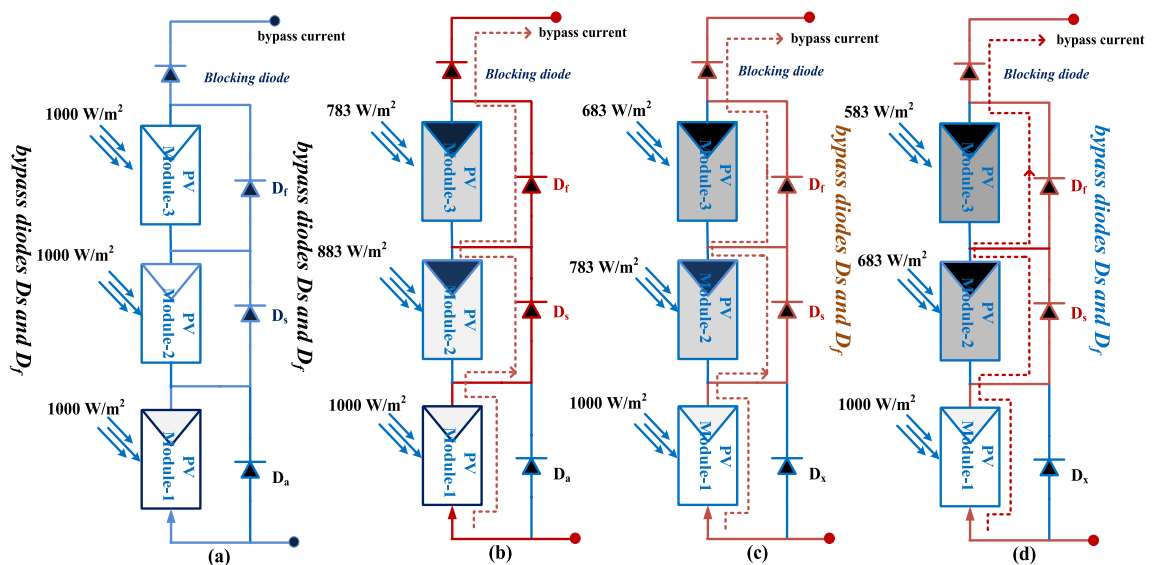 bypass diodes Ds and Df
bypass current
Blocking diode
1000 W/m2
PV
Module-3
Df
1000 W/m2
PV
Module-2
Ds
1000 W/m2
PV
Module-1
Da
(a)
bypass diodes Ds and Df
bypass current
Blocking diode
783 W/m2
PV
Module-3
Df
883 W/m2
PV
Module-2
Ds
1000 W/m2
PV
Module-1
Da
(b)
bypass current
Blocking diode
683 W/m2
PV
Module-3
Df
783 W/m2
PV
Module-2
Ds
1000 W/m2
PV
Module-1
Dx
(c)
bypass diodes Ds and Df
bypass current
Blocking diode
583 W/m2
PV
Module-3
Df
683 W/m2
PV
Module-2
Ds
1000 W/m2
PV
Module-1
Dx
(d)
bypass diodes Ds and Df